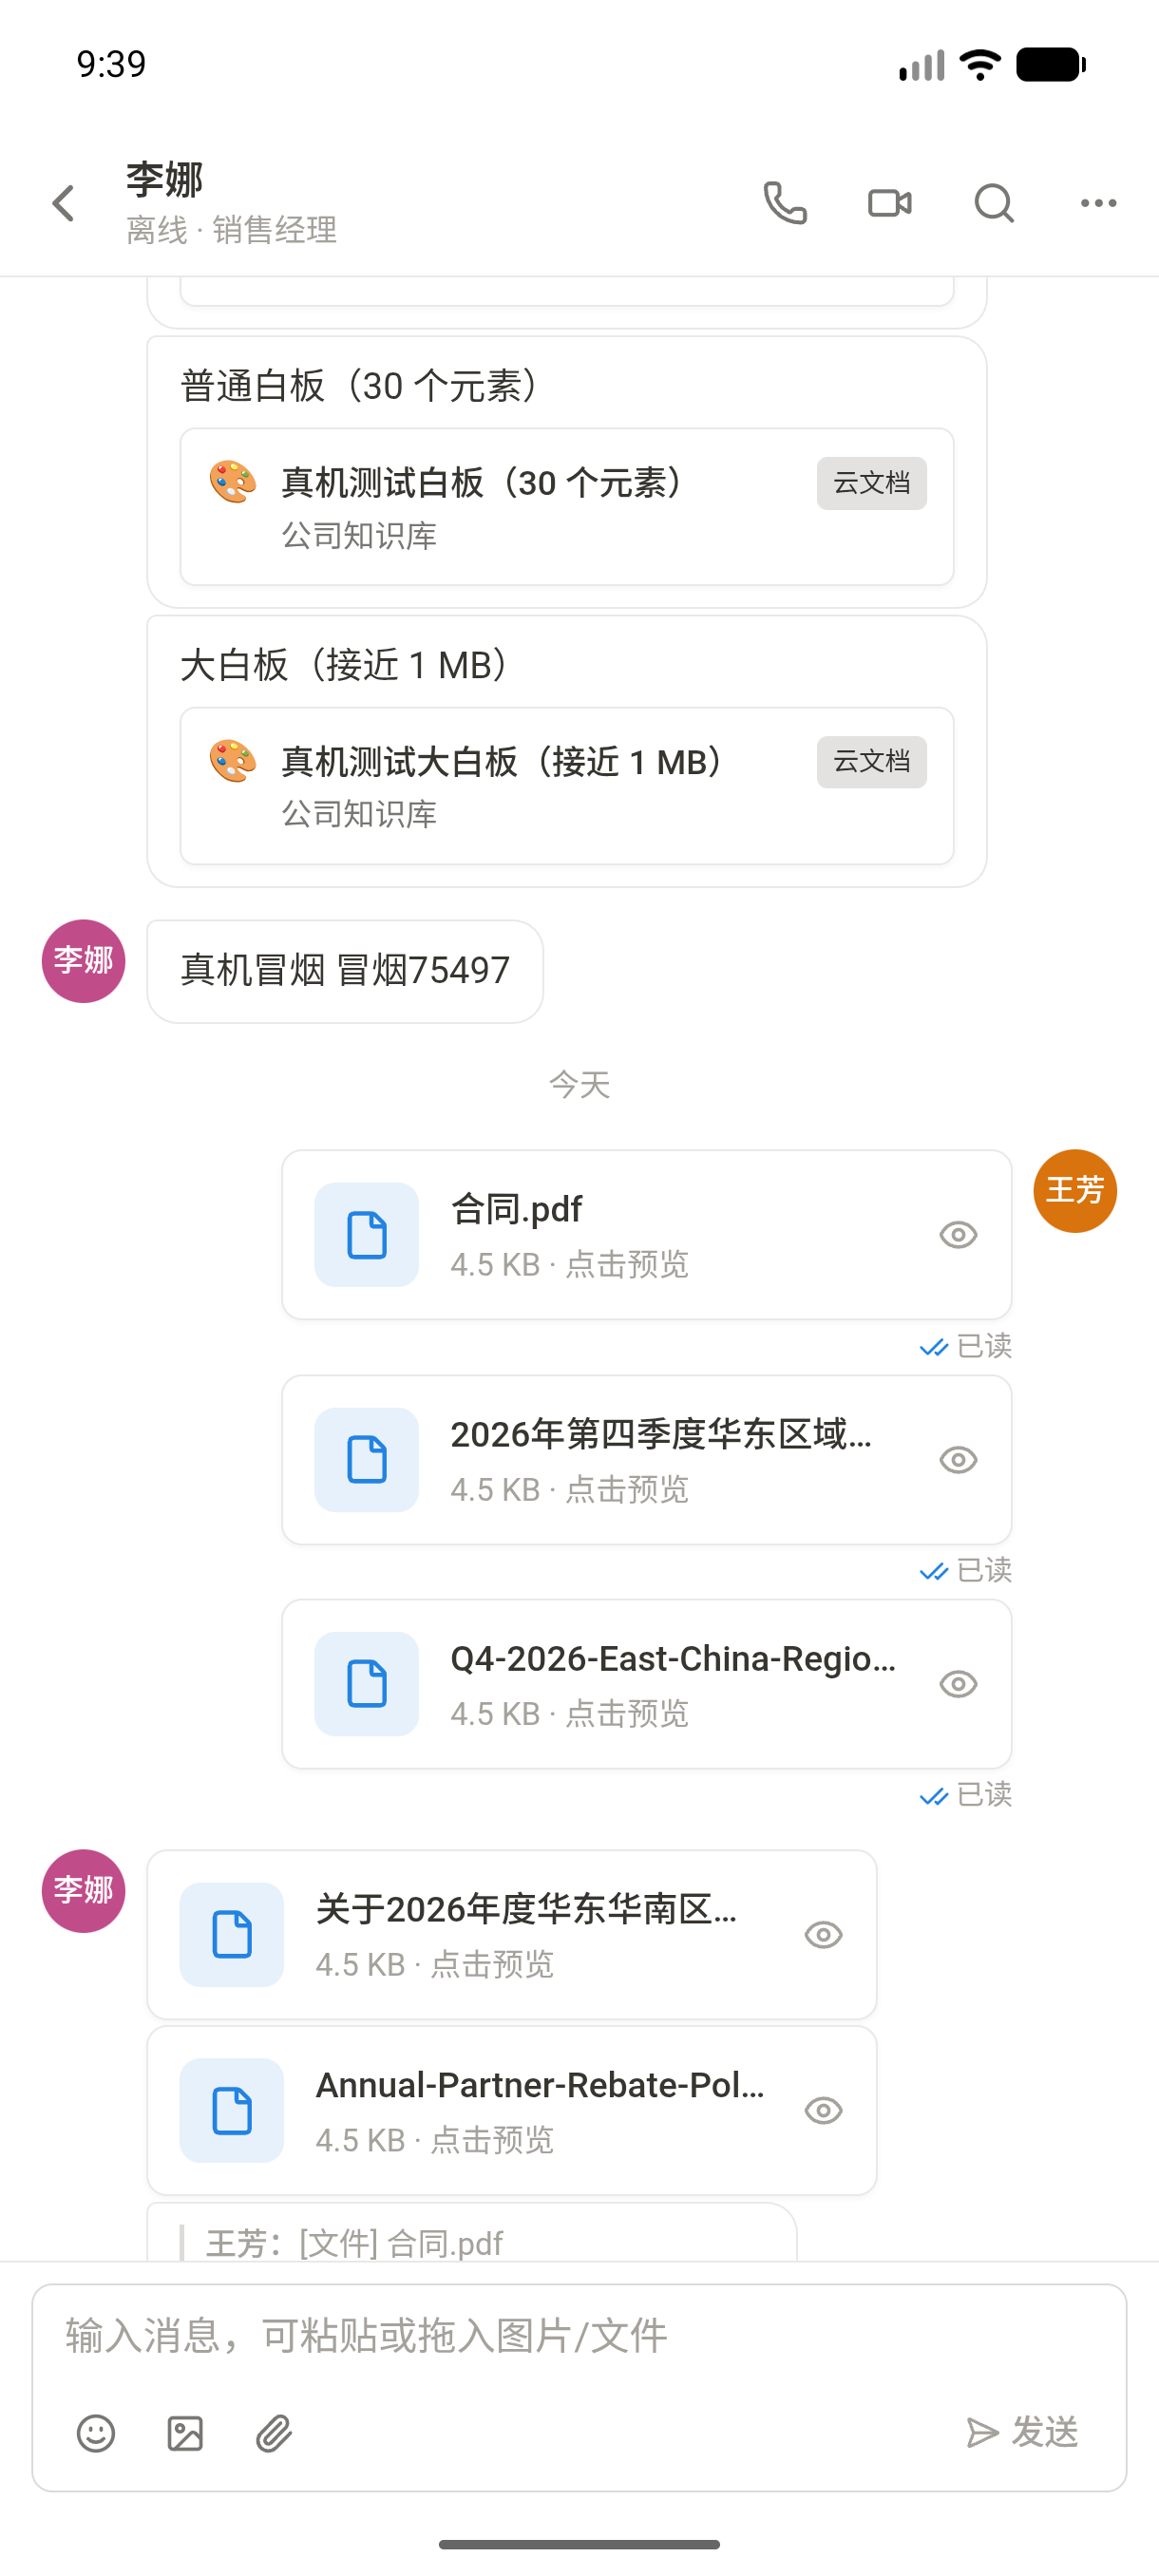 9:39
李娜
离线 · 销售经理
普通白板（30 个元素）
真机测试白板（30 个元素）
云文档
公司知识库
大白板（接近 1 MB）
真机测试大白板（接近 1 MB）
云文档
公司知识库
李娜
真机冒烟 冒烟75497
今天
王芳
合同.pdf
4.5 KB · 点击预览
已读
2026年第四季度华东区域...
4.5 KB · 点击预览
已读
Q4-2026-East-China-Regio...
4.5 KB · 点击预览
已读
李娜
关于2026年度华东华南区...
4.5 KB · 点击预览
Annual-Partner-Rebate-Pol...
4.5 KB · 点击预览
王芳：[文件] 合同.pdf
输入消息，可粘贴或拖入图片/文件
发送